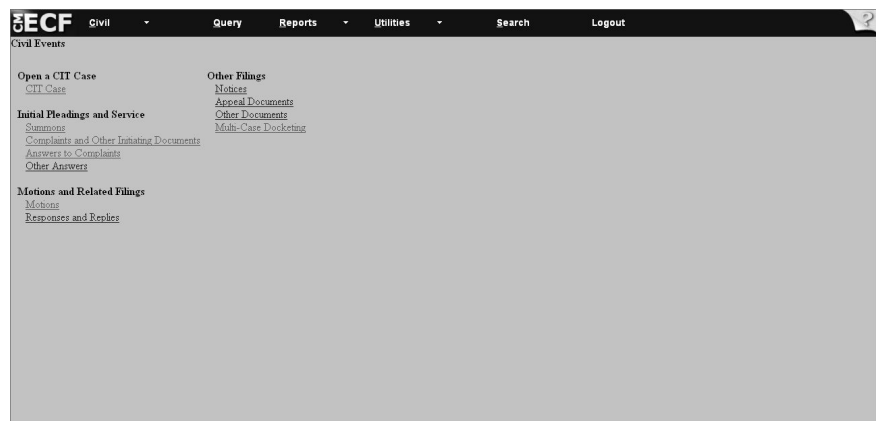 CM ECF Civil Query Reports Utilities Search Logout ?
Civil Events
Open a CIT Case
CIT Case
Initial Pleadings and Service
Summons
Complaints and Other Initiating Documents
Answers to Complaints
Other Answers
Motions and Related Filings
Motions
Responses and Replies
Other Filings
Notices
Appeal Documents
Other Documents
Multi-Case Docketing